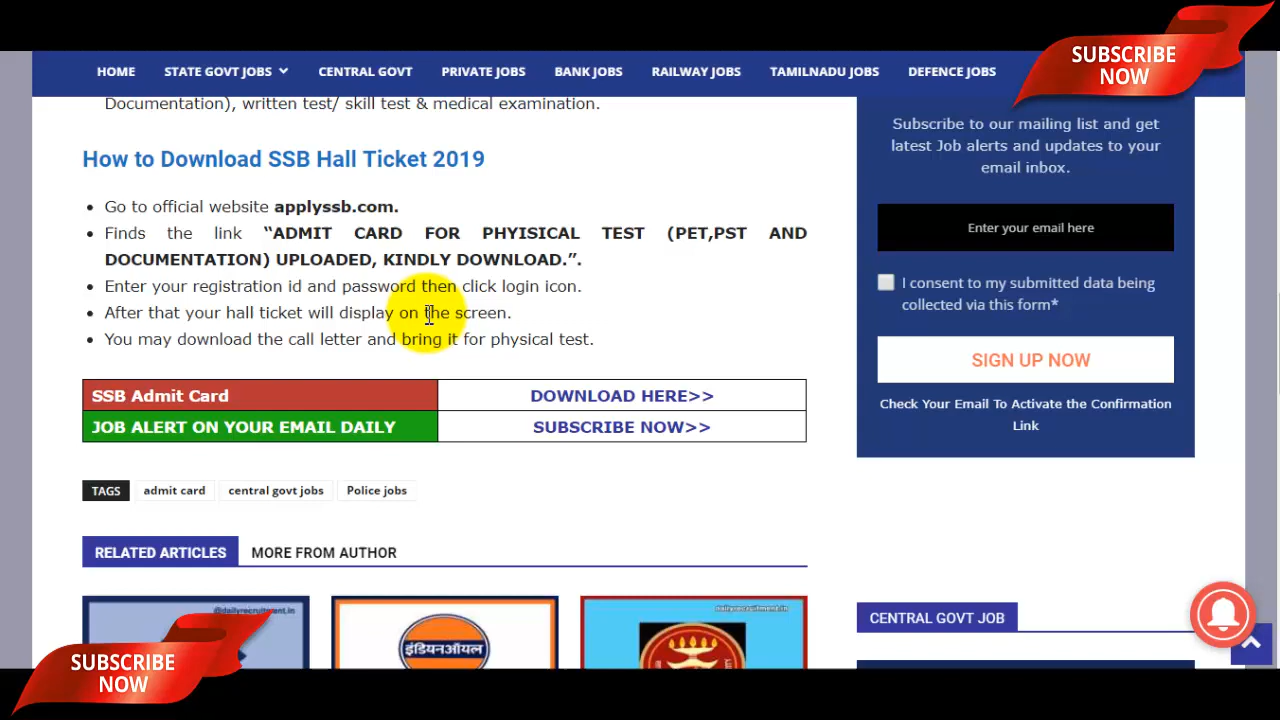 HOME STATE GOVT JOBS CENTRAL GOVT PRIVATE JOBS BANK JOBS RAILWAY JOBS TAMILNADU JOBS DEFENCE JOBS
SUBSCRIBE
NOW
Documentation), written test/ skill test & medical examination.
How to Download SSB Hall Ticket 2019
Go to official website applyssb.com.
Finds the link “ADMIT CARD FOR PHYISICAL TEST (PET,PST AND
DOCUMENTATION) UPLOADED, KINDLY DOWNLOAD.”.
Enter your registration id and password then click login icon.
After that your hall ticket will display on the screen.
You may download the call letter and bring it for physical test.
SSB Admit Card DOWNLOAD HERE>>
JOB ALERT ON YOUR EMAIL DAILY SUBSCRIBE NOW>>
TAGS admit card central govt jobs Police jobs
RELATED ARTICLES MORE FROM AUTHOR
@dailyrecruitment.in
इंडियनऑयल
@dailyrecruitment.in
SUBSCRIBE
NOW
Subscribe to our mailing list and get
latest Job alerts and updates to your
email inbox.
Enter your email here
I consent to my submitted data being
collected via this form*
SIGN UP NOW
Check Your Email To Activate the Confirmation
Link
CENTRAL GOVT JOB